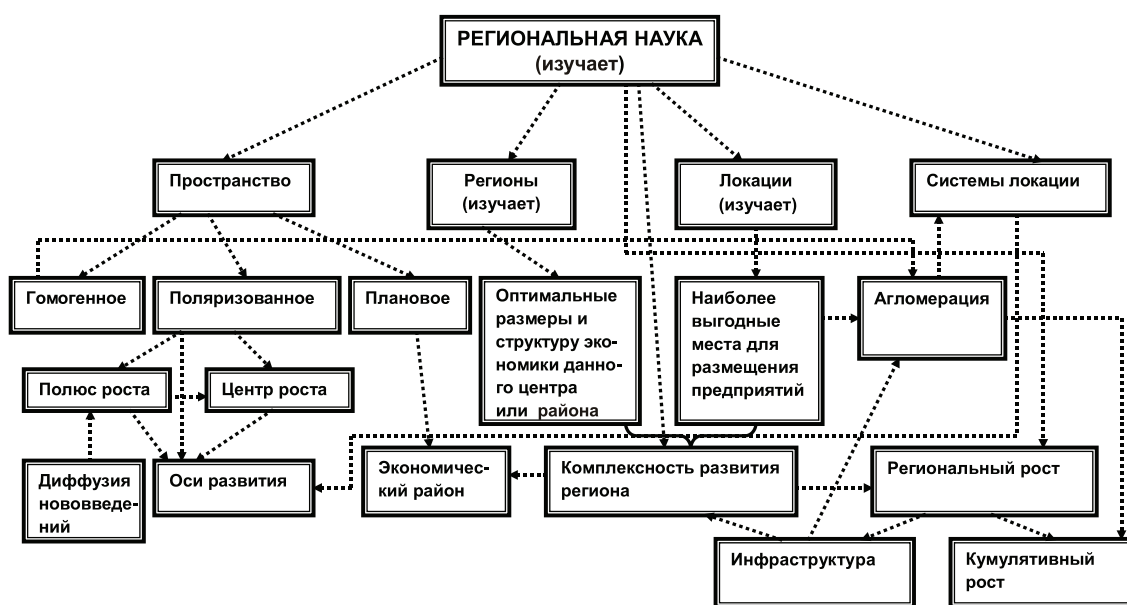 РЕГИОНАЛЬНАЯ НАУКА
(изучает)
Пространство
Регионы
(изучает)
Локации
(изучает)
Системы локации
Гомогенное
Поляризованное
Плановое
Оптимальные
размеры и
структуру эко-
номики данно-
го центра
или района
Наиболее
выгодные
места для
размещения
предприятий
Агломерация
Полюс роста
Центр роста
Диффузия
нововведе-
ний
Оси развития
Экономичес-
кий район
Комплексность развития
региона
Региональный рост
Инфраструктура
Кумулятивный
рост